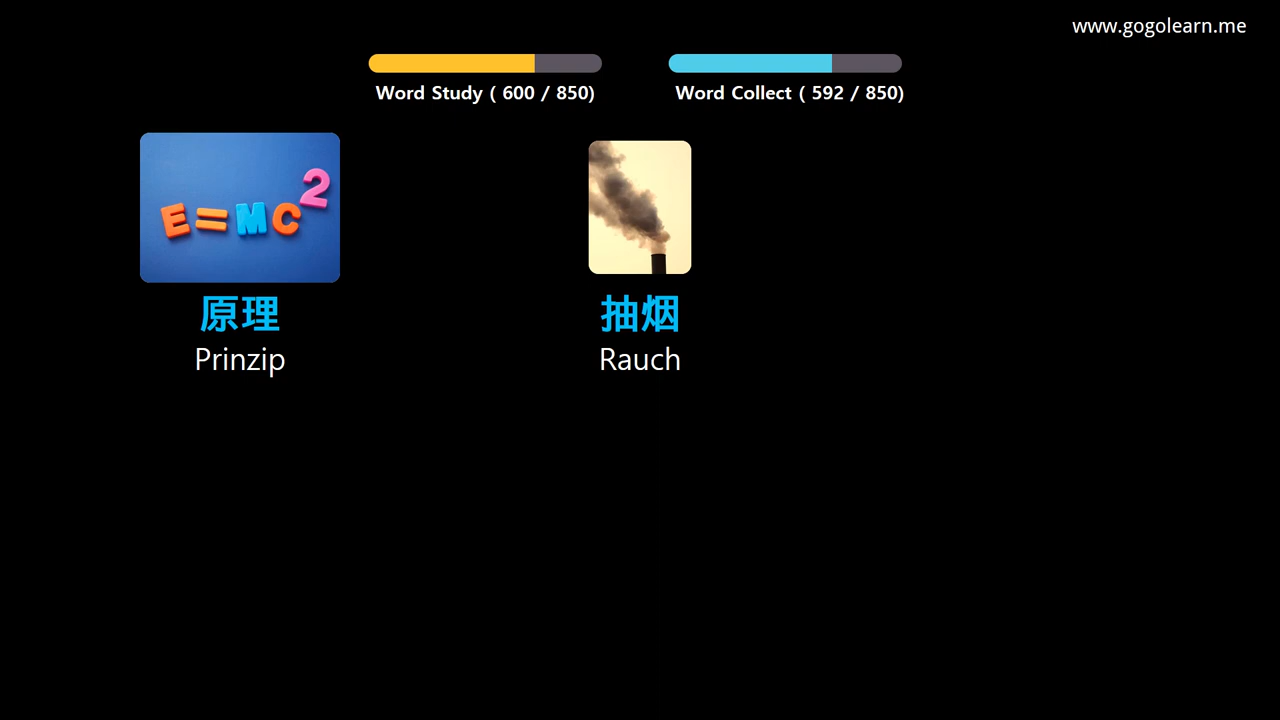 www.gogolearn.me
Word Study ( 600 / 850)
Word Collect ( 592 / 850)
E=MC2
原理
Prinzip
抽烟
Rauch